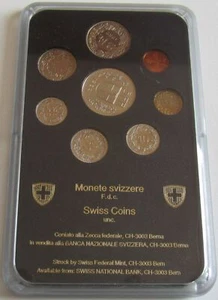 Monete svizzere
F.d.c.
Swiss Coins
unc.
Coniate alla Zecca federale, CH-3003 Berna
In vendita alla BANCA NAZIONALE SVIZZERA, CH-3003 Berna
Struck by Swiss Federal Mint, CH-3003 Bern
Available from: SWISS NATIONAL BANK, CH-3003 Bern